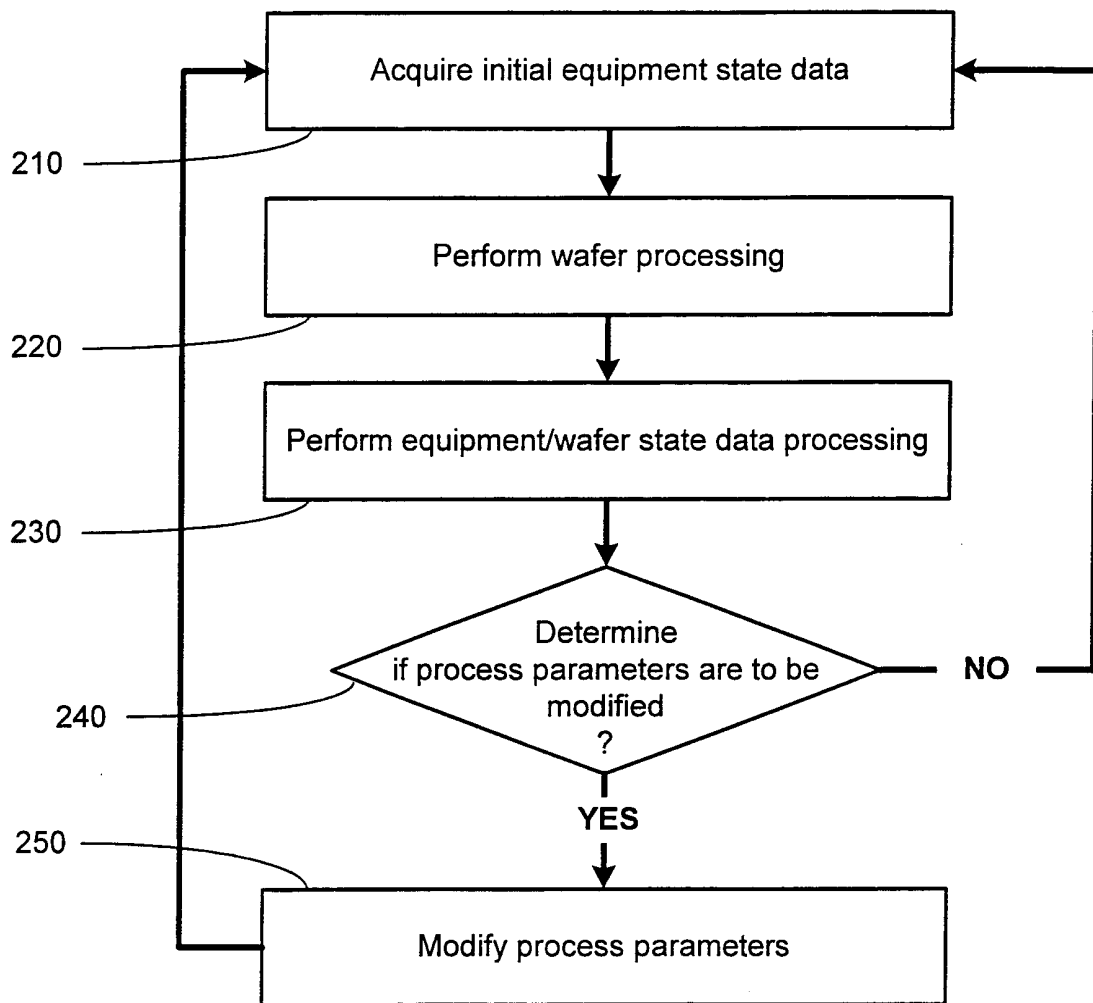 Acquire initial equipment state data
210
Perform wafer processing
220
Perform equipment/wafer state data processing
230
Determine
if process parameters are to be
modified
?
NO
240
YES
250
Modify process parameters